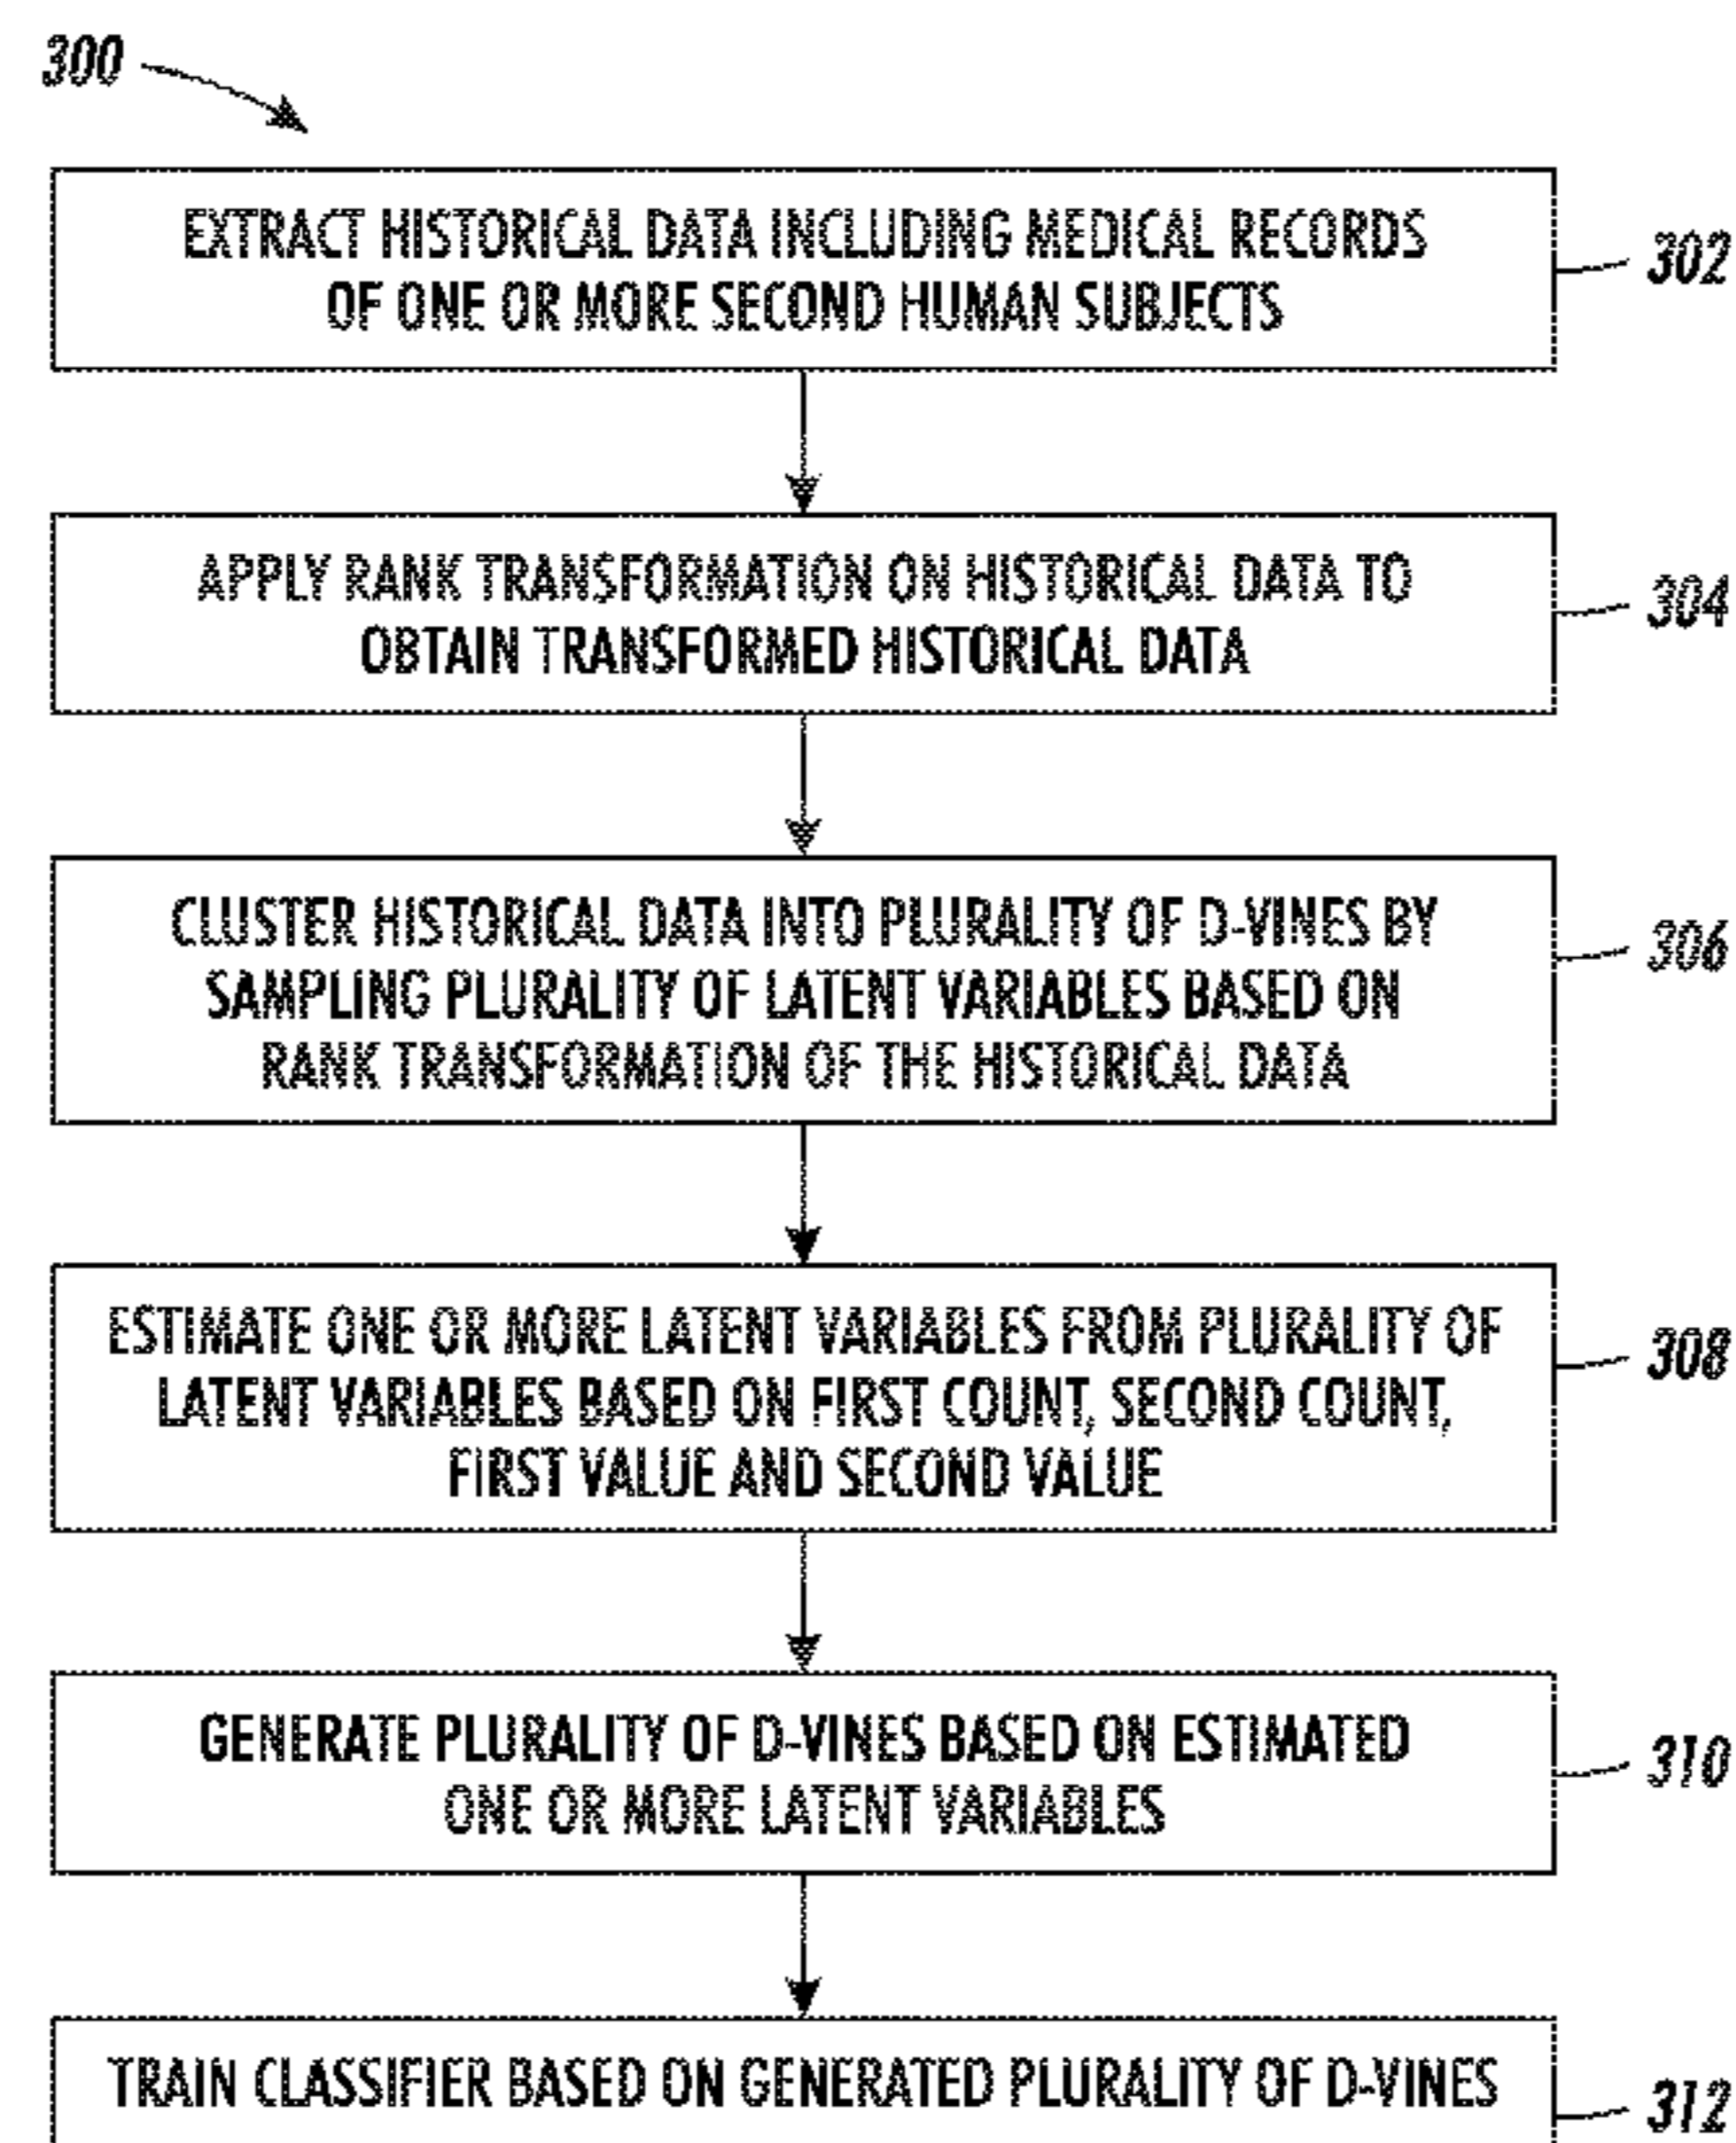 300
EXTRACT HISTORICAL DATA INCLUDING MEDICAL RECORDS
OF ONE OR MORE SECOND HUMAN SUBJECTS
302
APPLY RANK TRANSFORMATION ON HISTORICAL DATA TO
OBTAIN TRANSFORMED HISTORICAL DATA
304
CLUSTER HISTORICAL DATA INTO PLURALITY OF D-VINES BY
SAMPLING PLURALITY OF LATENT VARIABLES BASED ON
RANK TRANSFORMATION OF THE HISTORICAL DATA
306
ESTIMATE ONE OR MORE LATENT VARIABLES FROM PLURALITY OF
LATENT VARIABLES BASED ON FIRST COUNT, SECOND COUNT,
FIRST VALUE AND SECOND VALUE
308
GENERATE PLURALITY OF D-VINES BASED ON ESTIMATED
ONE OR MORE LATENT VARIABLES
310
TRAIN CLASSIFIER BASED ON GENERATED PLURALITY OF D-VINES
312